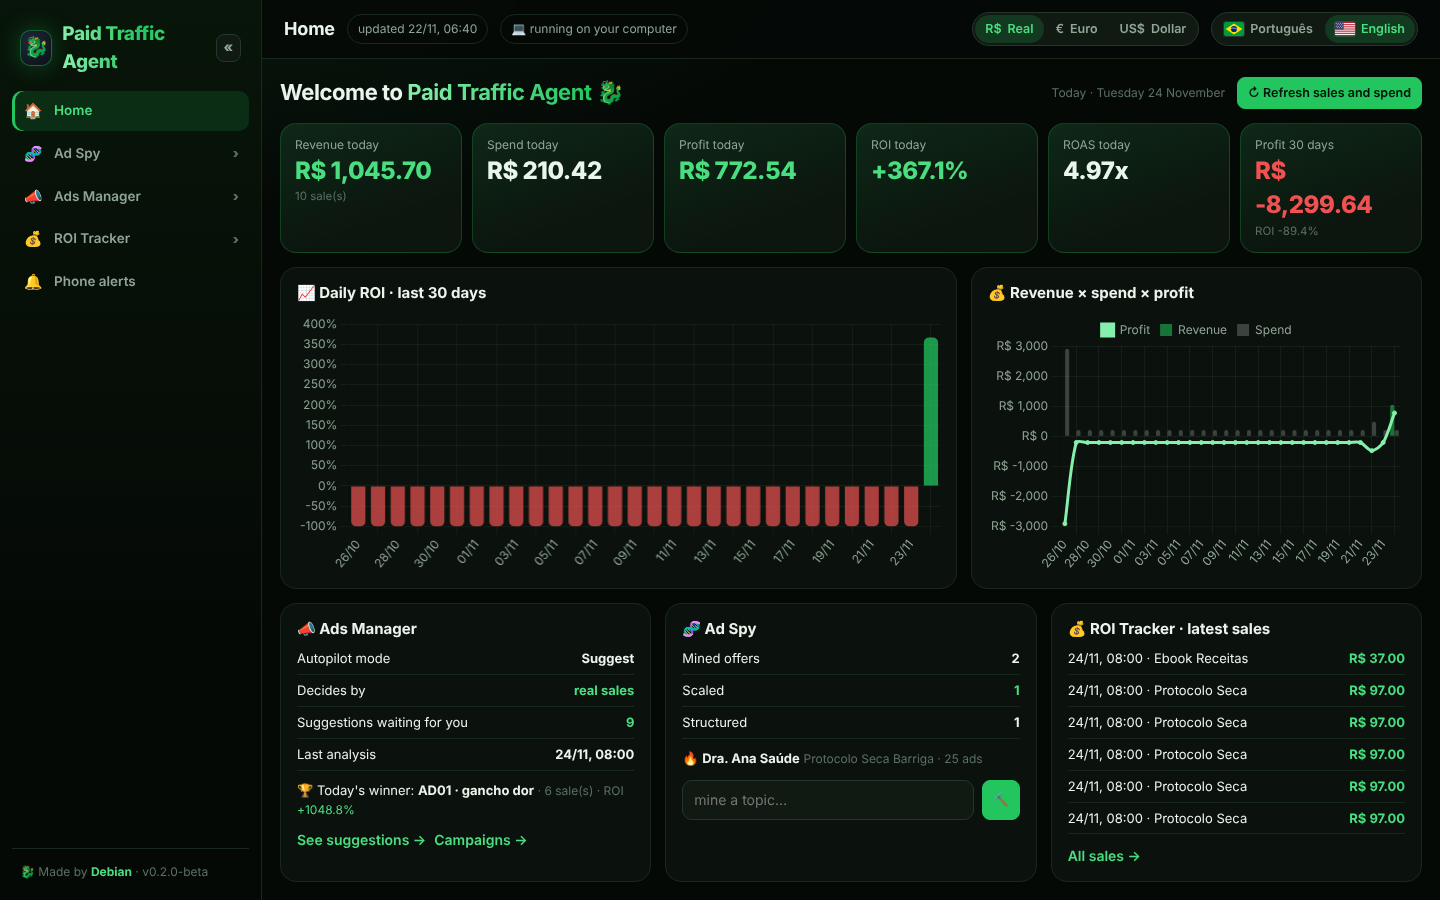 Paid Traffic
Agent
«
Home
Ad Spy ›
Ads Manager ›
ROI Tracker ›
Phone alerts
Made by Debian · v0.2.0-beta
Home
updated 22/11, 06:40
running on your computer
R$ Real
€ Euro
US$ Dollar
Português
English
Welcome to Paid Traffic Agent
Today · Tuesday 24 November
↻ Refresh sales and spend
Revenue today
R$ 1,045.70
10 sale(s)
Spend today
R$ 210.42
Profit today
R$ 772.54
ROI today
+367.1%
ROAS today
4.97x
Profit 30 days
R$
-8,299.64
ROI -89.4%
Daily ROI · last 30 days
400%
350%
300%
250%
200%
150%
100%
50%
0%
-50%
-100%
26/10 28/10 30/10 01/11 03/11 05/11 07/11 09/11 11/11 13/11 15/11 17/11 19/11 21/11 23/11
Revenue × spend × profit
Profit Revenue Spend
R$ 3,000
R$ 2,000
R$ 1,000
R$ 0
R$ -1,000
R$ -2,000
R$ -3,000
26/10 28/10 30/10 01/11 03/11 05/11 07/11 09/11 11/11 13/11 15/11 17/11 19/11 21/11 23/11
Ads Manager
Autopilot mode Suggest
Decides by real sales
Suggestions waiting for you 9
Last analysis 24/11, 08:00
Today's winner: AD01 · gancho dor · 6 sale(s) · ROI
+1048.8%
See suggestions → Campaigns →
Ad Spy
Mined offers 2
Scaled 1
Structured 1
Dra. Ana Saúde Protocolo Seca Barriga · 25 ads
mine a topic...
ROI Tracker · latest sales
24/11, 08:00 · Ebook Receitas R$ 37.00
24/11, 08:00 · Protocolo Seca R$ 97.00
24/11, 08:00 · Protocolo Seca R$ 97.00
24/11, 08:00 · Protocolo Seca R$ 97.00
24/11, 08:00 · Protocolo Seca R$ 97.00
24/11, 08:00 · Protocolo Seca R$ 97.00
All sales →